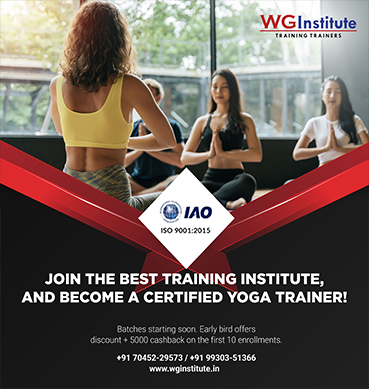 WGInstitute
TRAINING TRAINERS
IAO
ISO 9001:2015
JOIN THE BEST TRAINING INSTITUTE,
AND BECOME A CERTIFIED YOGA TRAINER!
Batches starting soon. Early bird offers
discount + 5000 cashback on the first 10 enrollments.
+91 70452-29573 / +91 99303-51366
www.wginstitute.in